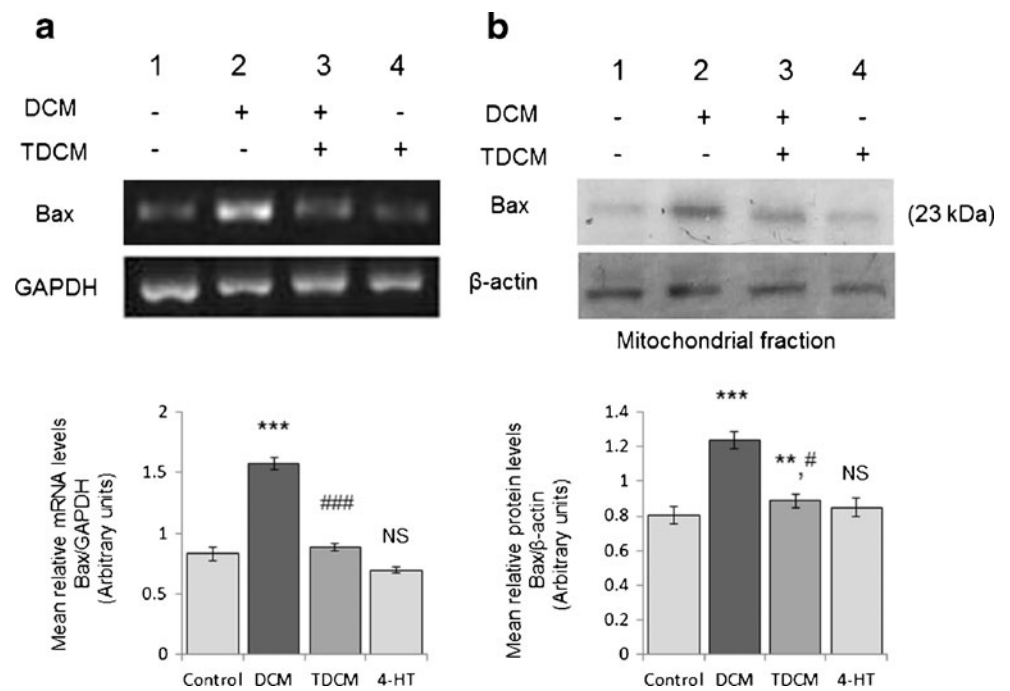 a
1 2 3 4
DCM - + + -
TDCM - - + +
Bax
GAPDH
Mean relative mRNA levels
Bax/GAPDH
(Arbitrary units)
2
1.5
1
0.5
0
***
###
NS
Control DCM TDCM 4-HT
b
1 2 3 4
DCM - + + -
TDCM - - + +
Bax (23 kDa)
β-actin
Mitochondrial fraction
Mean relative protein levels
Bax/β-actin
(Arbitrary units)
1.4
1.2
1
0.8
0.6
0.4
0.2
0
***
**,#
NS
Control DCM TDCM 4-HT